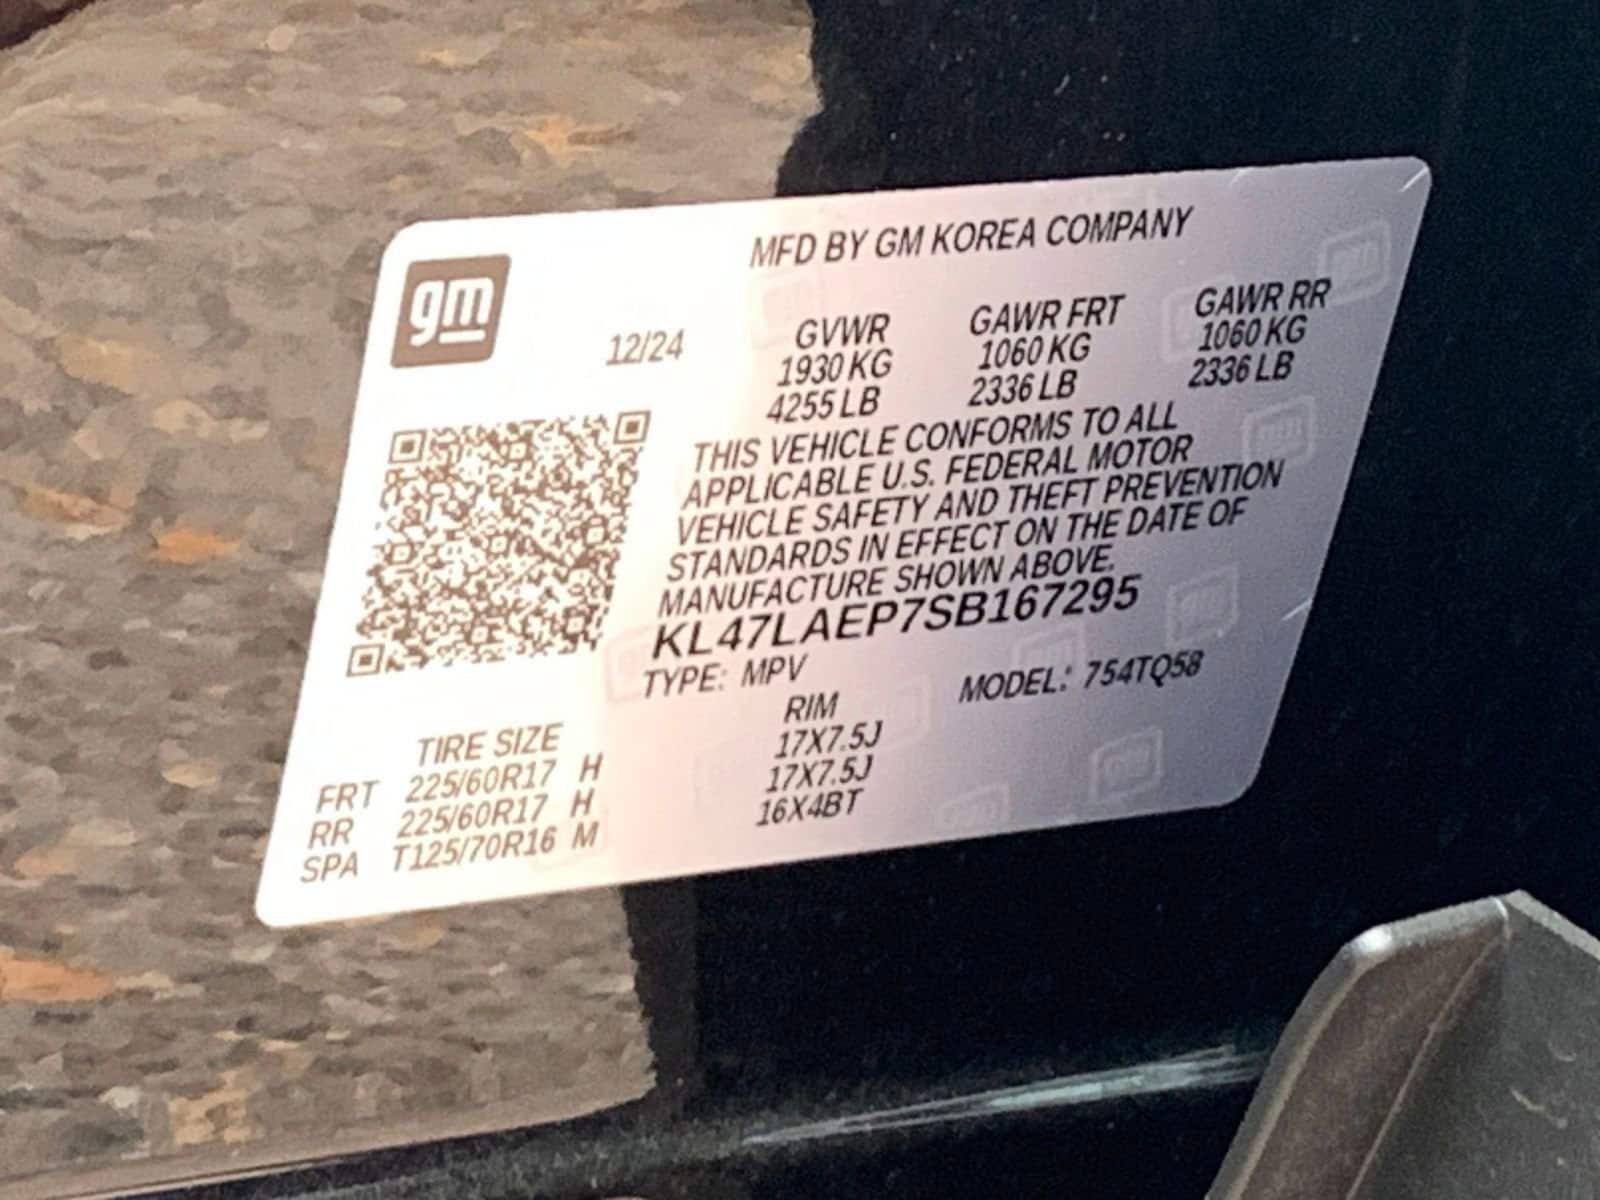 gm
MFD BY GM KOREA COMPANY
12/24
GVWR GAWR FRT GAWR RR
1930 KG 1060 KG 1060 KG
4255 LB 2336 LB 2336 LB
THIS VEHICLE CONFORMS TO ALL
APPLICABLE U.S. FEDERAL MOTOR
VEHICLE SAFETY AND THEFT PREVENTION
STANDARDS IN EFFECT ON THE DATE OF
MANUFACTURE SHOWN ABOVE.
KL47LAEP7SB167295
TYPE: MPV MODEL: 754TQ58
TIRE SIZE RIM
FRT 225/60R17 H 17X7.5J
RR 225/60R17 H 17X7.5J
SPA T125/70R16 M 16X4BT